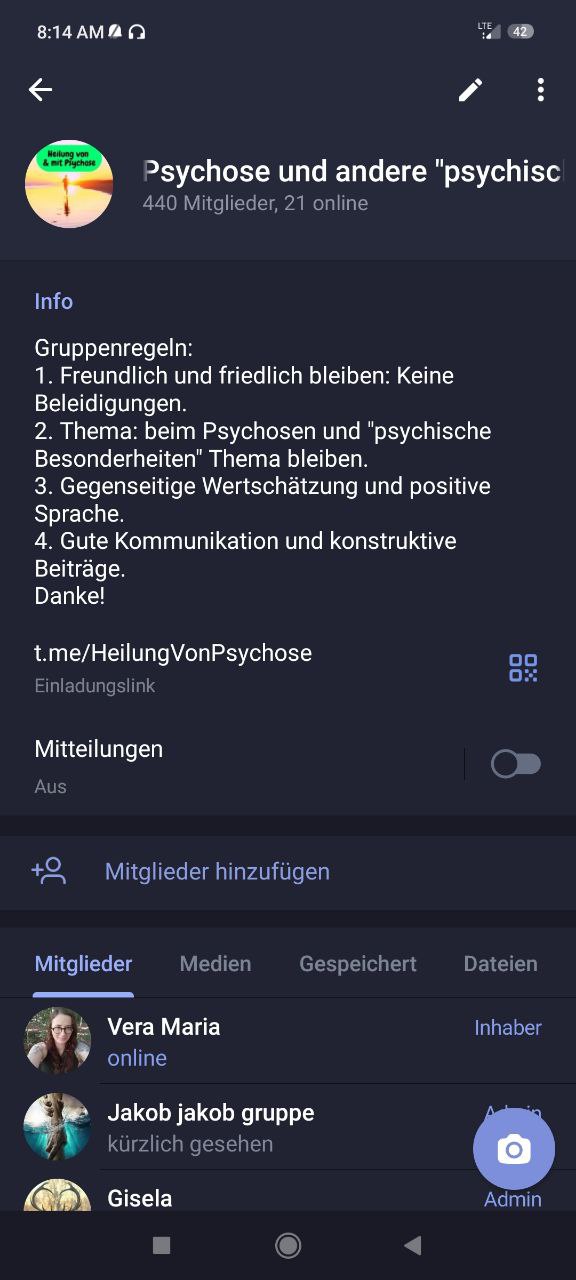 8:14 AM
LTE
42
Heilung von
& mit Psychose
Psychose und andere "psychisc
440 Mitglieder, 21 online
Info
Gruppenregeln:
1. Freundlich und friedlich bleiben: Keine
Beleidigungen.
2. Thema: beim Psychosen und "psychische
Besonderheiten" Thema bleiben.
3. Gegenseitige Wertschätzung und positive
Sprache.
4. Gute Kommunikation und konstruktive
Beiträge.
Danke!
t.me/HeilungVonPsychose
Einladungslink
Mitteilungen
Aus
Mitglieder hinzufügen
Mitglieder Medien Gespeichert Dateien
Vera Maria Inhaber
online
Jakob jakob gruppe Admin
kürzlich gesehen
Gisela Admin